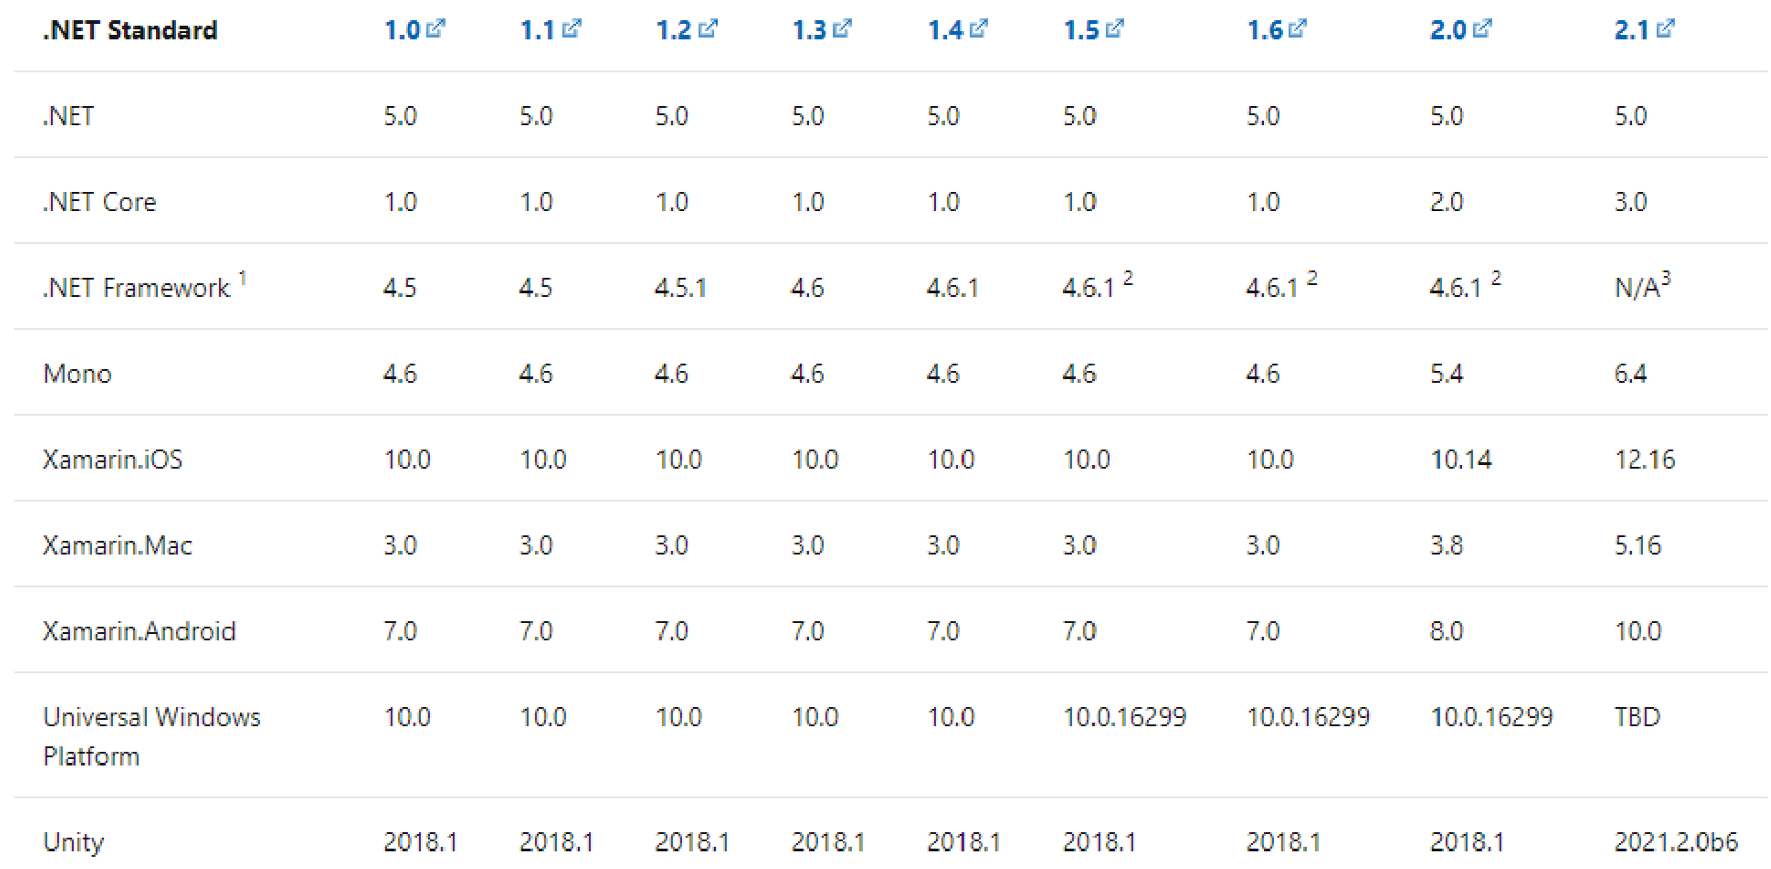 .NET Standard 1.0 1.1 1.2 1.3 1.4 1.5 1.6 2.0 2.1
.NET 5.0 5.0 5.0 5.0 5.0 5.0 5.0 5.0 5.0
.NET Core 1.0 1.0 1.0 1.0 1.0 1.0 1.0 2.0 3.0
.NET Framework 1 4.5 4.5 4.5.1 4.6 4.6.1 4.6.1 2 4.6.1 2 4.6.1 2 N/A3
Mono 4.6 4.6 4.6 4.6 4.6 4.6 4.6 5.4 6.4
Xamarin.iOS 10.0 10.0 10.0 10.0 10.0 10.0 10.0 10.14 12.16
Xamarin.Mac 3.0 3.0 3.0 3.0 3.0 3.0 3.0 3.8 5.16
Xamarin.Android 7.0 7.0 7.0 7.0 7.0 7.0 7.0 8.0 10.0
Universal Windows 10.0 10.0 10.0 10.0 10.0 10.0.16299 10.0.16299 10.0.16299 TBD
Platform
Unity 2018.1 2018.1 2018.1 2018.1 2018.1 2018.1 2018.1 2018.1 2021.2.0b6